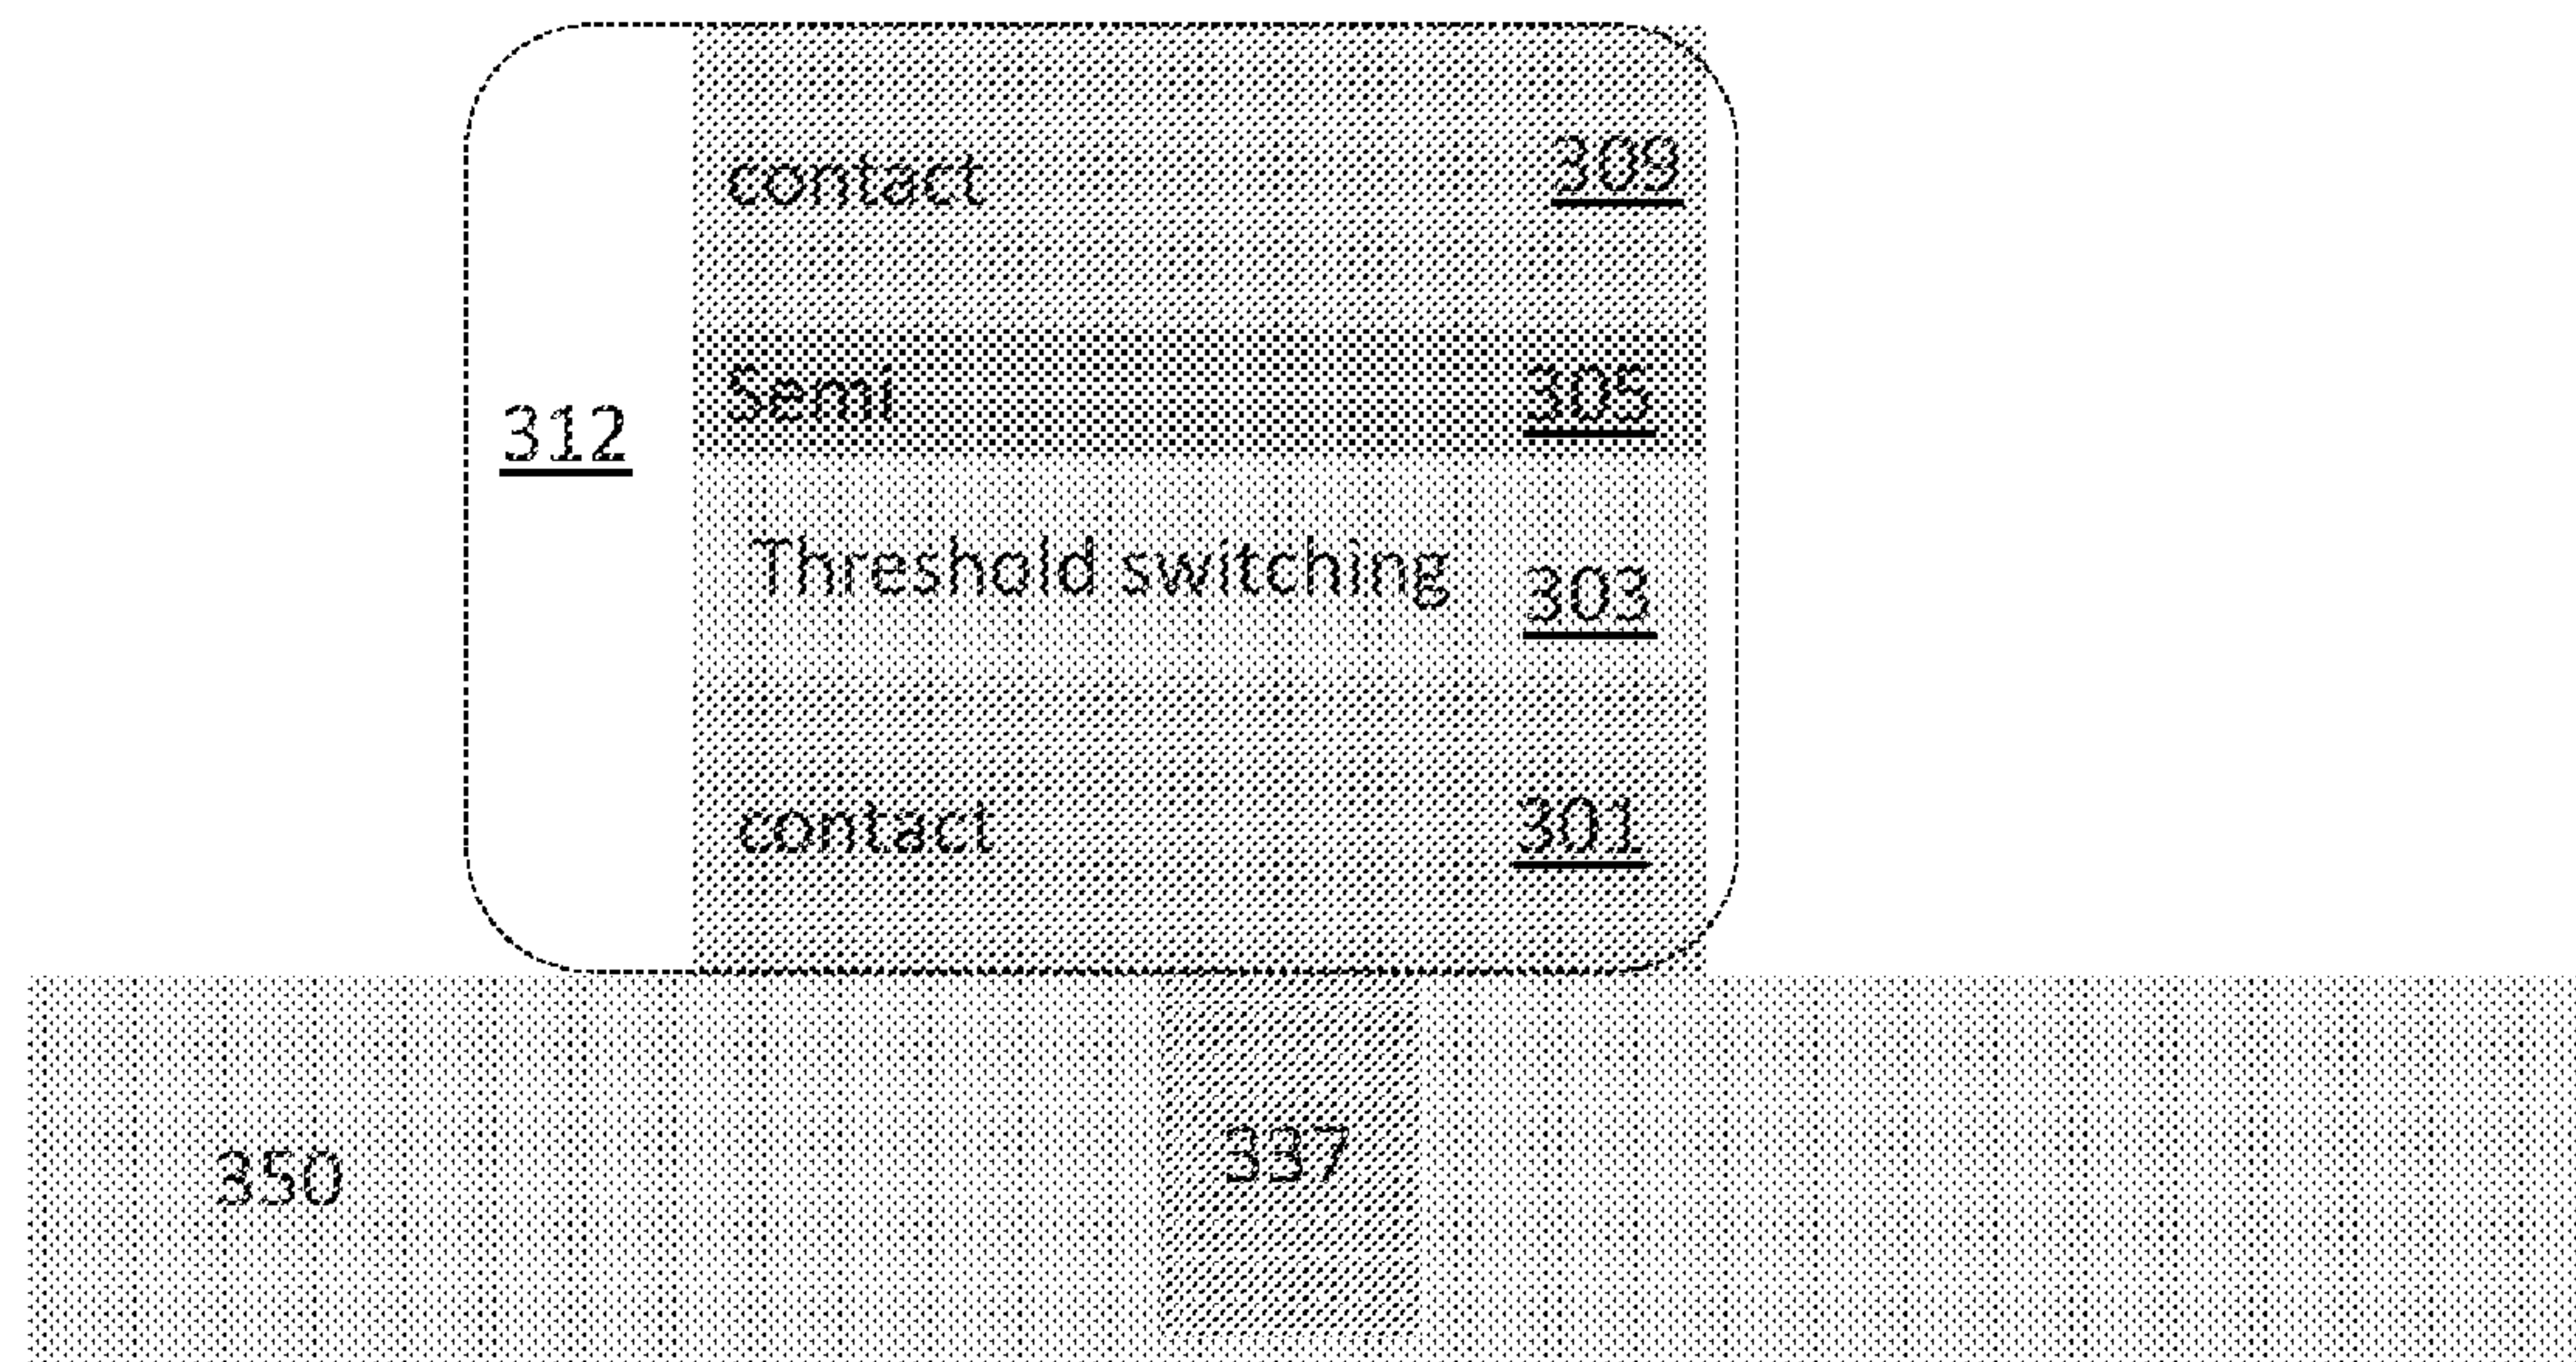 contact 309
Semi 305
312
Threshold switching 303
contact 301
350
337